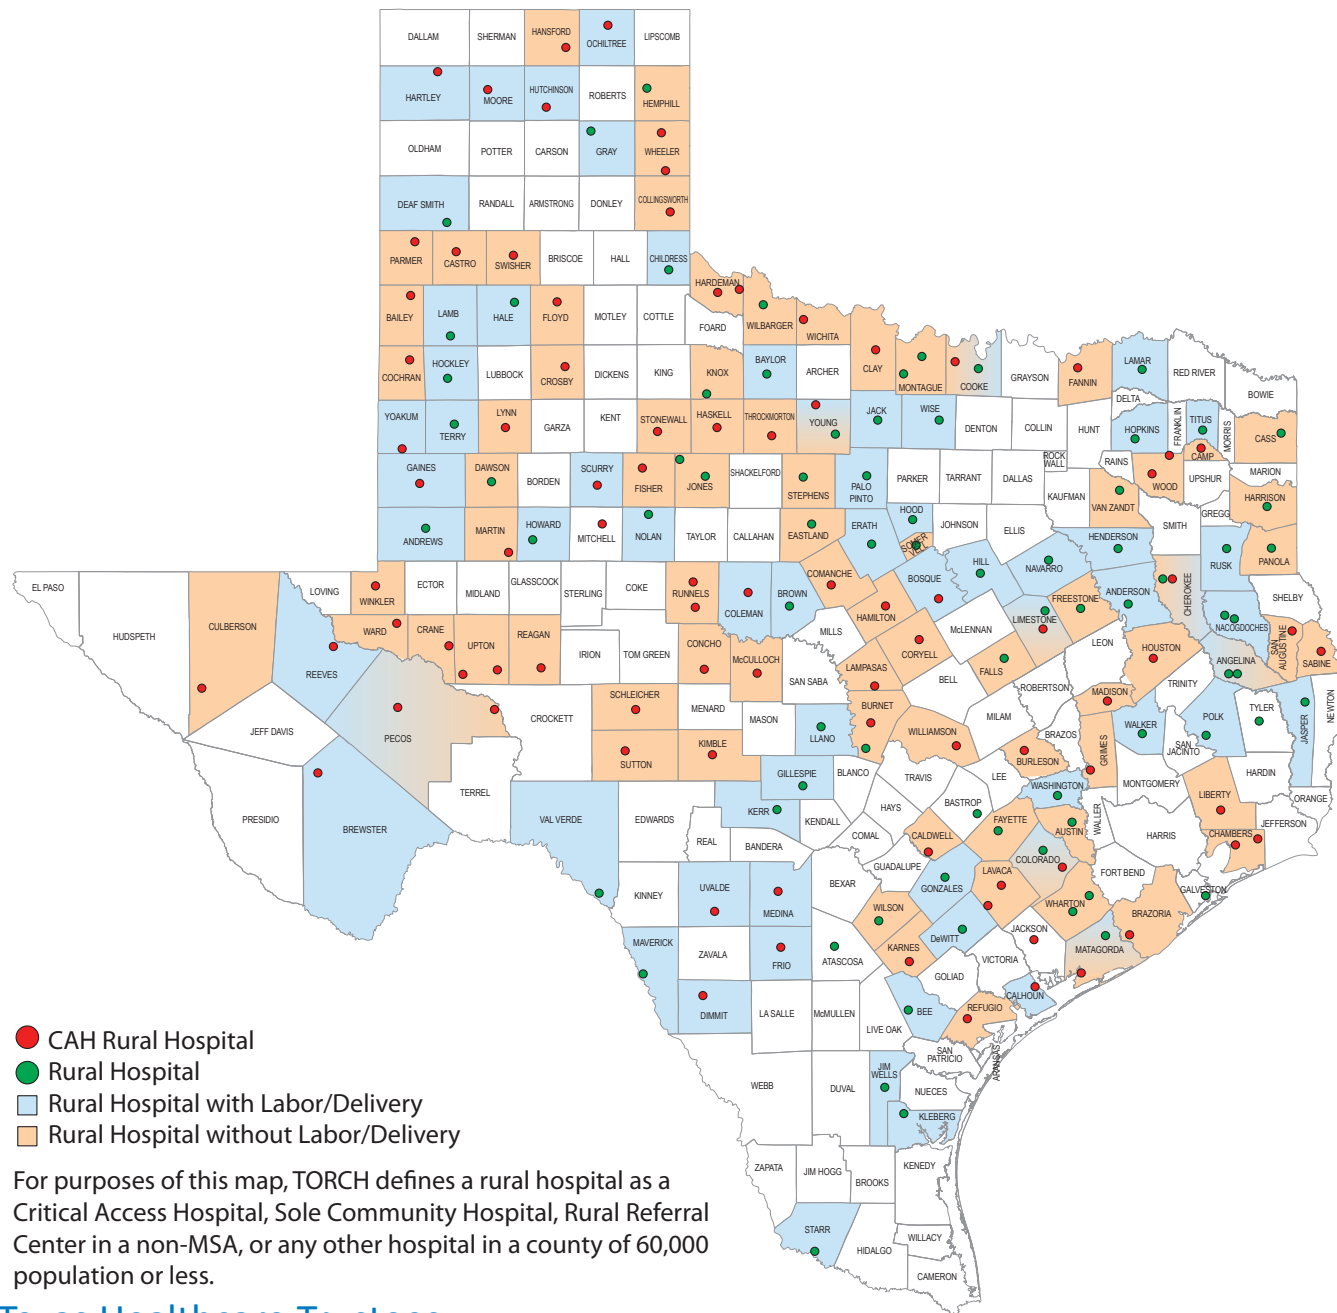 DALLAM
SHERMAN
HANSFORD
OCHILTREE
LIPSCOMB
HARTLEY
MOORE
HUTCHINSON
ROBERTS
HEMPHILL
OLDHAM
POTTER
CARSON
GRAY
WHEELER
DEAF SMITH
RANDALL
ARMSTRONG
DONLEY
COLLINGSWORTH
PARMER
CASTRO
SWISHER
BRISCOE
HALL
CHILDRESS
HARDEMAN
BAILEY
LAMB
HALE
FLOYD
MOTLEY
COTTLE
FOARD
WILBARGER
WICHITA
CLAY
MONTAGUE
COOKE
GRAYSON
FANNIN
LAMAR
RED RIVER
BOWIE
COCHRAN
HOCKLEY
LUBBOCK
CROSBY
DICKENS
KING
KNOX
BAYLOR
ARCHER
DELTA
YOAKUM
TERRY
LYNN
GARZA
KENT
STONEWALL
HASKELL
THROCKMORTON
YOUNG
JACK
WISE
DENTON
COLLIN
HUNT
HOPKINS
FRANKLIN
TITUS
MORRIS
CASS
CAMP
GAINES
DAWSON
BORDEN
SCURRY
FISHER
JONES
SHACKELFORD
STEPHENS
PALO
PINTO
PARKER
TARRANT
DALLAS
ROCK
WALL
KAUFMAN
RAINS
WOOD
UPSHUR
MARION
VAN ZANDT
GREGG
HARRISON
ANDREWS
MARTIN
HOWARD
MITCHELL
NOLAN
TAYLOR
CALLAHAN
EASTLAND
ERATH
HOOD
SOMER
VELL
JOHNSON
ELLIS
SMITH
HENDERSON
RUSK
PANOLA
EL PASO
HUDSPETH
CULBERSON
LOVING
WINKLER
ECTOR
MIDLAND
GLASSCOCK
STERLING
COKE
RUNNELS
COLEMAN
BROWN
COMANCHE
BOSQUE
HILL
NAVARRO
ANDERSON
CHEROKEE
SHELBY
REEVES
WARD
CRANE
UPTON
REAGAN
IRION
TOM GREEN
CONCHO
McCULLOCH
MILLS
HAMILTON
McLENNAN
LIMESTONE
FREESTONE
NACOGDOCHES
SAN
AUGUSTINE
SABINE
JEFF DAVIS
PECOS
CROCKETT
SCHLEICHER
MENARD
SAN SABA
LAMPASAS
CORYELL
BELL
FALLS
ROBERTSON
LEON
HOUSTON
TRINITY
ANGELINA
MADISON
POLK
TYLER
JASPER
NEWTON
PRESIDIO
BREWSTER
TERREL
SUTTON
KIMBLE
MASON
LLANO
BURNET
WILLIAMSON
MILAM
BRAZOS
BURLESON
GRIMES
WALKER
SAN
JACINTO
HARDIN
GILLESPIE
BLANCO
TRAVIS
LEE
WASHINGTON
MONTGOMERY
LIBERTY
ORANGE
VAL VERDE
EDWARDS
REAL
KERR
BANDERA
KENDALL
HAYS
COMAL
BASTROP
CALDWELL
FAYETTE
AUSTIN
WALLER
HARRIS
CHAMBERS
JEFFERSON
KINNEY
UVALDE
MEDINA
BEXAR
GUADALUPE
GONZALES
LAVACA
COLORADO
FORT BEND
GALVESTON
WILSON
WHARTON
BRAZORIA
MAVERICK
ZAVALA
FRIO
ATASCOSA
KARNES
DeWITT
JACKSON
MATAGORDA
VICTORIA
GOLIAD
DIMMIT
LA SALLE
McMULLEN
LIVE OAK
BEE
REFUGIO
CALHOUN
SAN
PATRICIO
ARANSAS
WEBB
DUVAL
JIM
WELLS
NUECES
KLEBERG
ZAPATA
JIM HOGG
BROOKS
KENEDY
STARR
HIDALGO
WILLACY
CAMERON
CAH Rural Hospital
Rural Hospital
Rural Hospital with Labor/Delivery
Rural Hospital without Labor/Delivery
For purposes of this map, TORCH defines a rural hospital as a
Critical Access Hospital, Sole Community Hospital, Rural Referral
Center in a non-MSA, or any other hospital in a county of 60,000
population or less.
Texas Healthcare Trustees